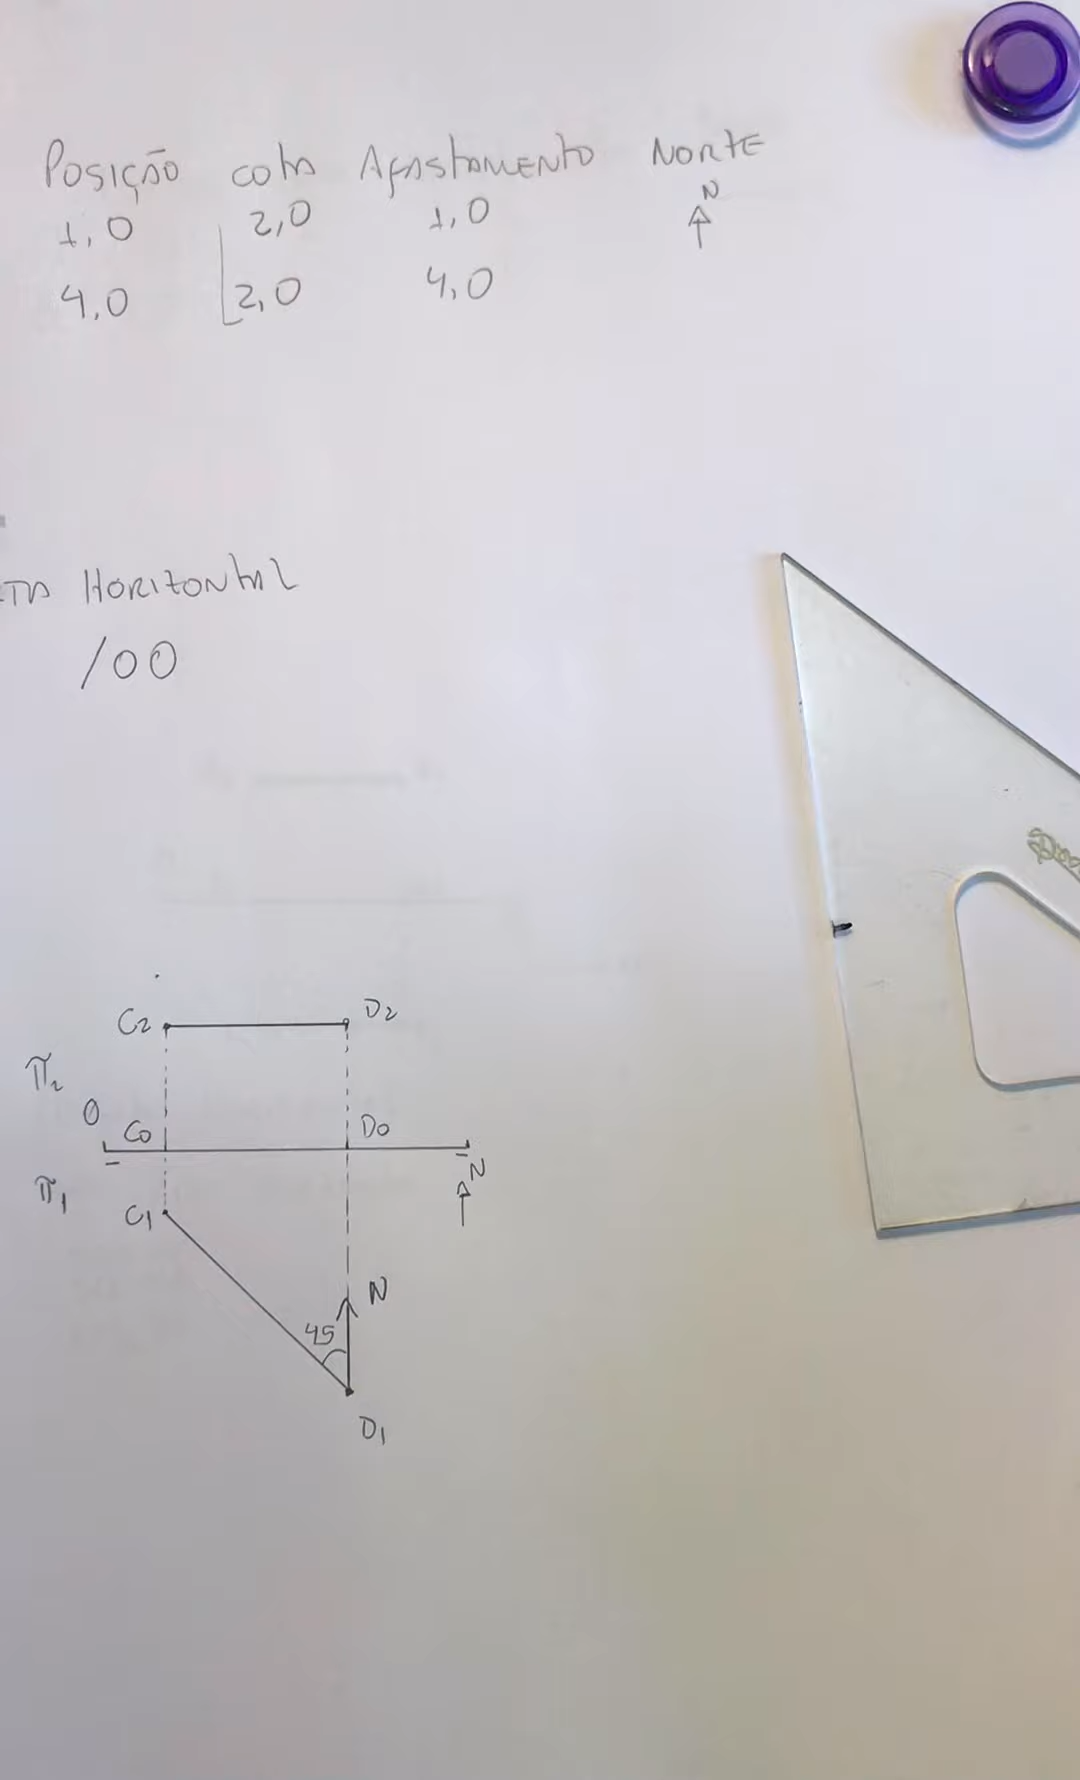 POSIÇÃO COTA AFASTAMENTO NORTE
1,0 2,0 1,0 N
4,0 2,0 4,0
TA HORIZONTAL
/00
C2 D2
π2
0 C0 D0
π1 N
C1
N
45
D1